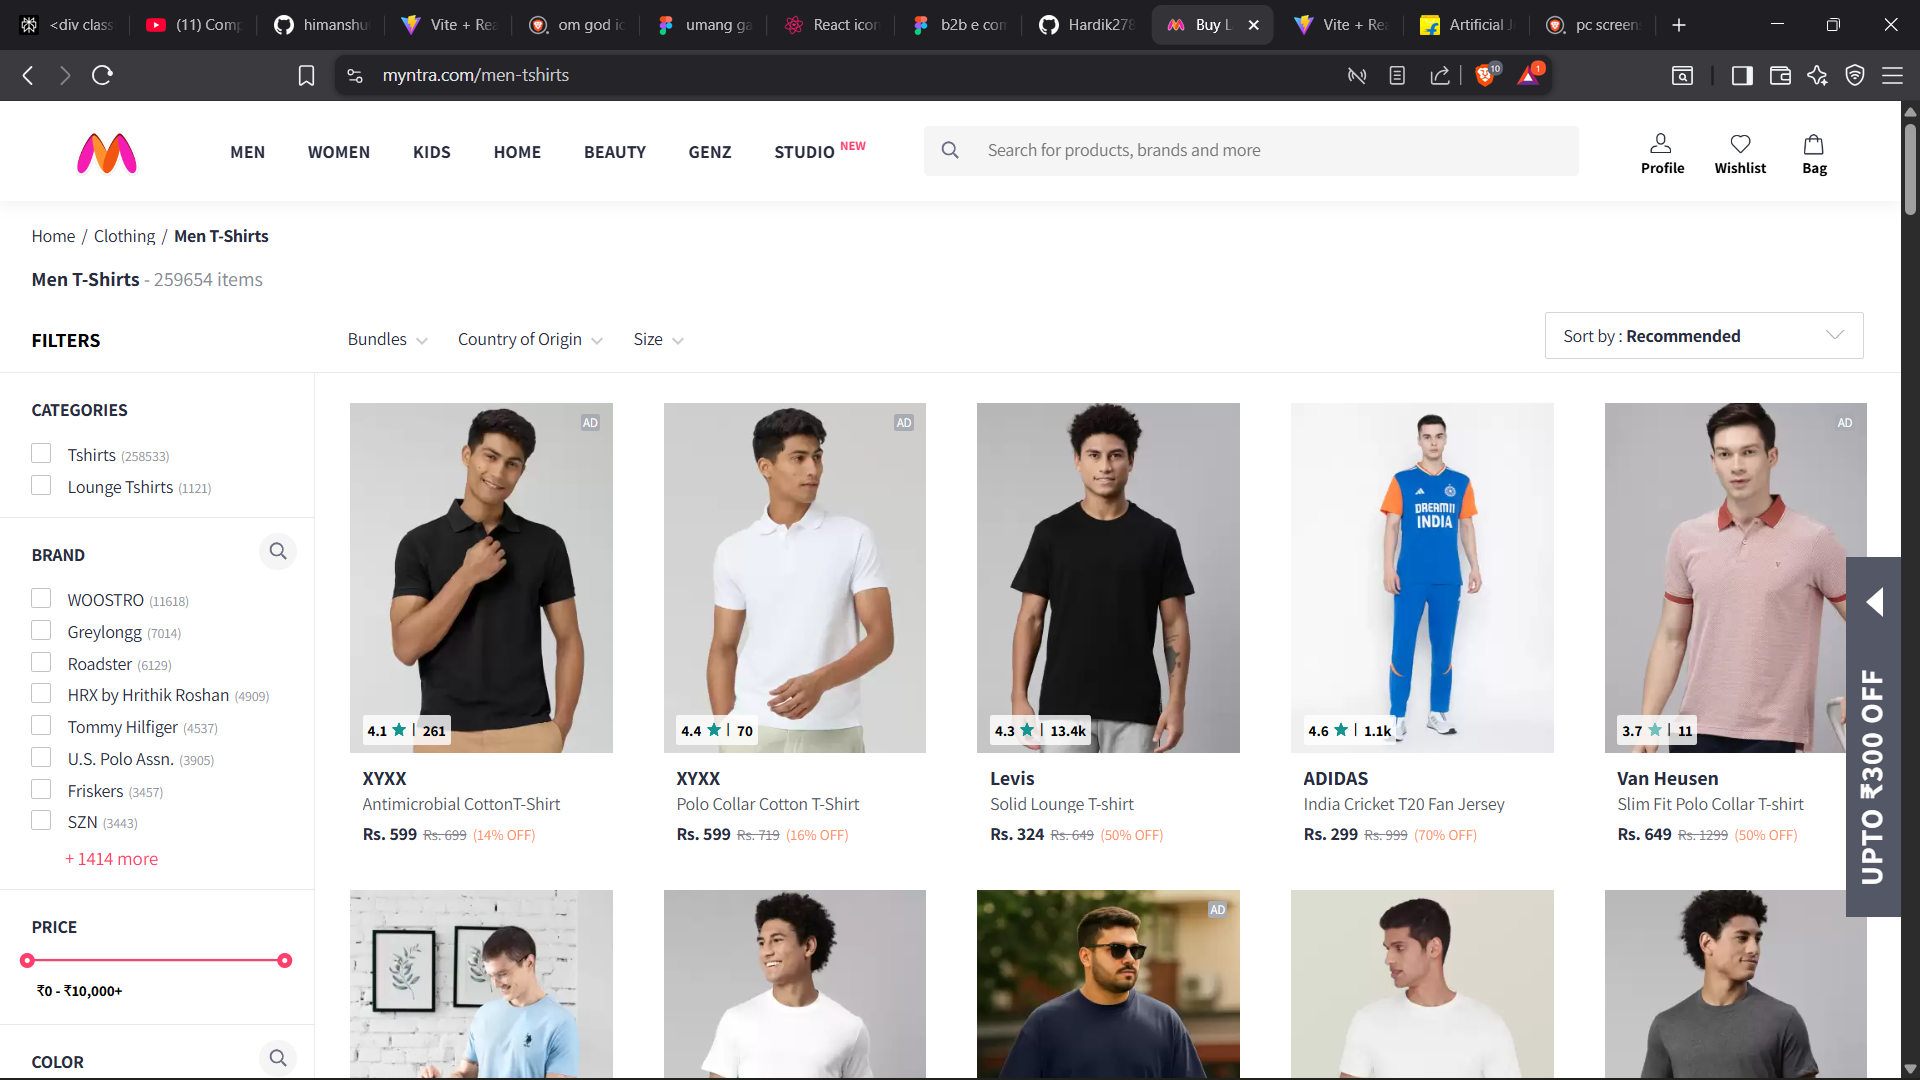 <div class
(11) Comp
himanshu
Vite + Rea
om god ic
umang ga
React icon
b2b e com
Hardik278
Buy L
Vite + Rea
Artificial J
pc screen
myntra.com/men-tshirts
10
1
MEN
WOMEN
KIDS
HOME
BEAUTY
GENZ
STUDIO NEW
Search for products, brands and more
Profile
Wishlist
Bag
Home / Clothing / Men T-Shirts
Men T-Shirts - 259654 items
FILTERS
Bundles
Country of Origin
Size
Sort by : Recommended
CATEGORIES
Tshirts (258533)
Lounge Tshirts (1121)
BRAND
WOOSTRO (11618)
Greylongg (7014)
Roadster (6129)
HRX by Hrithik Roshan (4909)
Tommy Hilfiger (4537)
U.S. Polo Assn. (3905)
Friskers (3457)
SZN (3443)
+ 1414 more
PRICE
₹0 - ₹10,000+
COLOR
AD
4.1 ★ | 261
XYXX
Antimicrobial CottonT-Shirt
Rs. 599 Rs. 699 (14% OFF)
AD
4.4 ★ | 70
XYXX
Polo Collar Cotton T-Shirt
Rs. 599 Rs. 719 (16% OFF)
4.3 ★ | 13.4k
Levis
Solid Lounge T-shirt
Rs. 324 Rs. 649 (50% OFF)
DREAM11
INDIA
4.6 ★ | 1.1k
ADIDAS
India Cricket T20 Fan Jersey
Rs. 299 Rs. 999 (70% OFF)
AD
3.7 ★ | 11
Van Heusen
Slim Fit Polo Collar T-shirt
Rs. 649 Rs. 1299 (50% OFF)
AD
UPTO ₹300 OFF